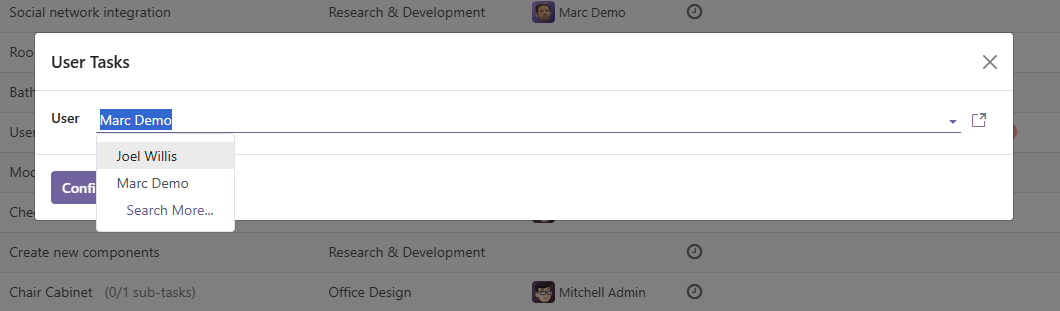 Social network integration Research & Development Marc Demo
Roo
User Tasks
Bath
User Marc Demo
User
Joel Willis
Moo
Marc Demo
Confi
Search More...
Che
Create new components Research & Development
Chair Cabinet (0/1 sub-tasks) Office Design Mitchell Admin